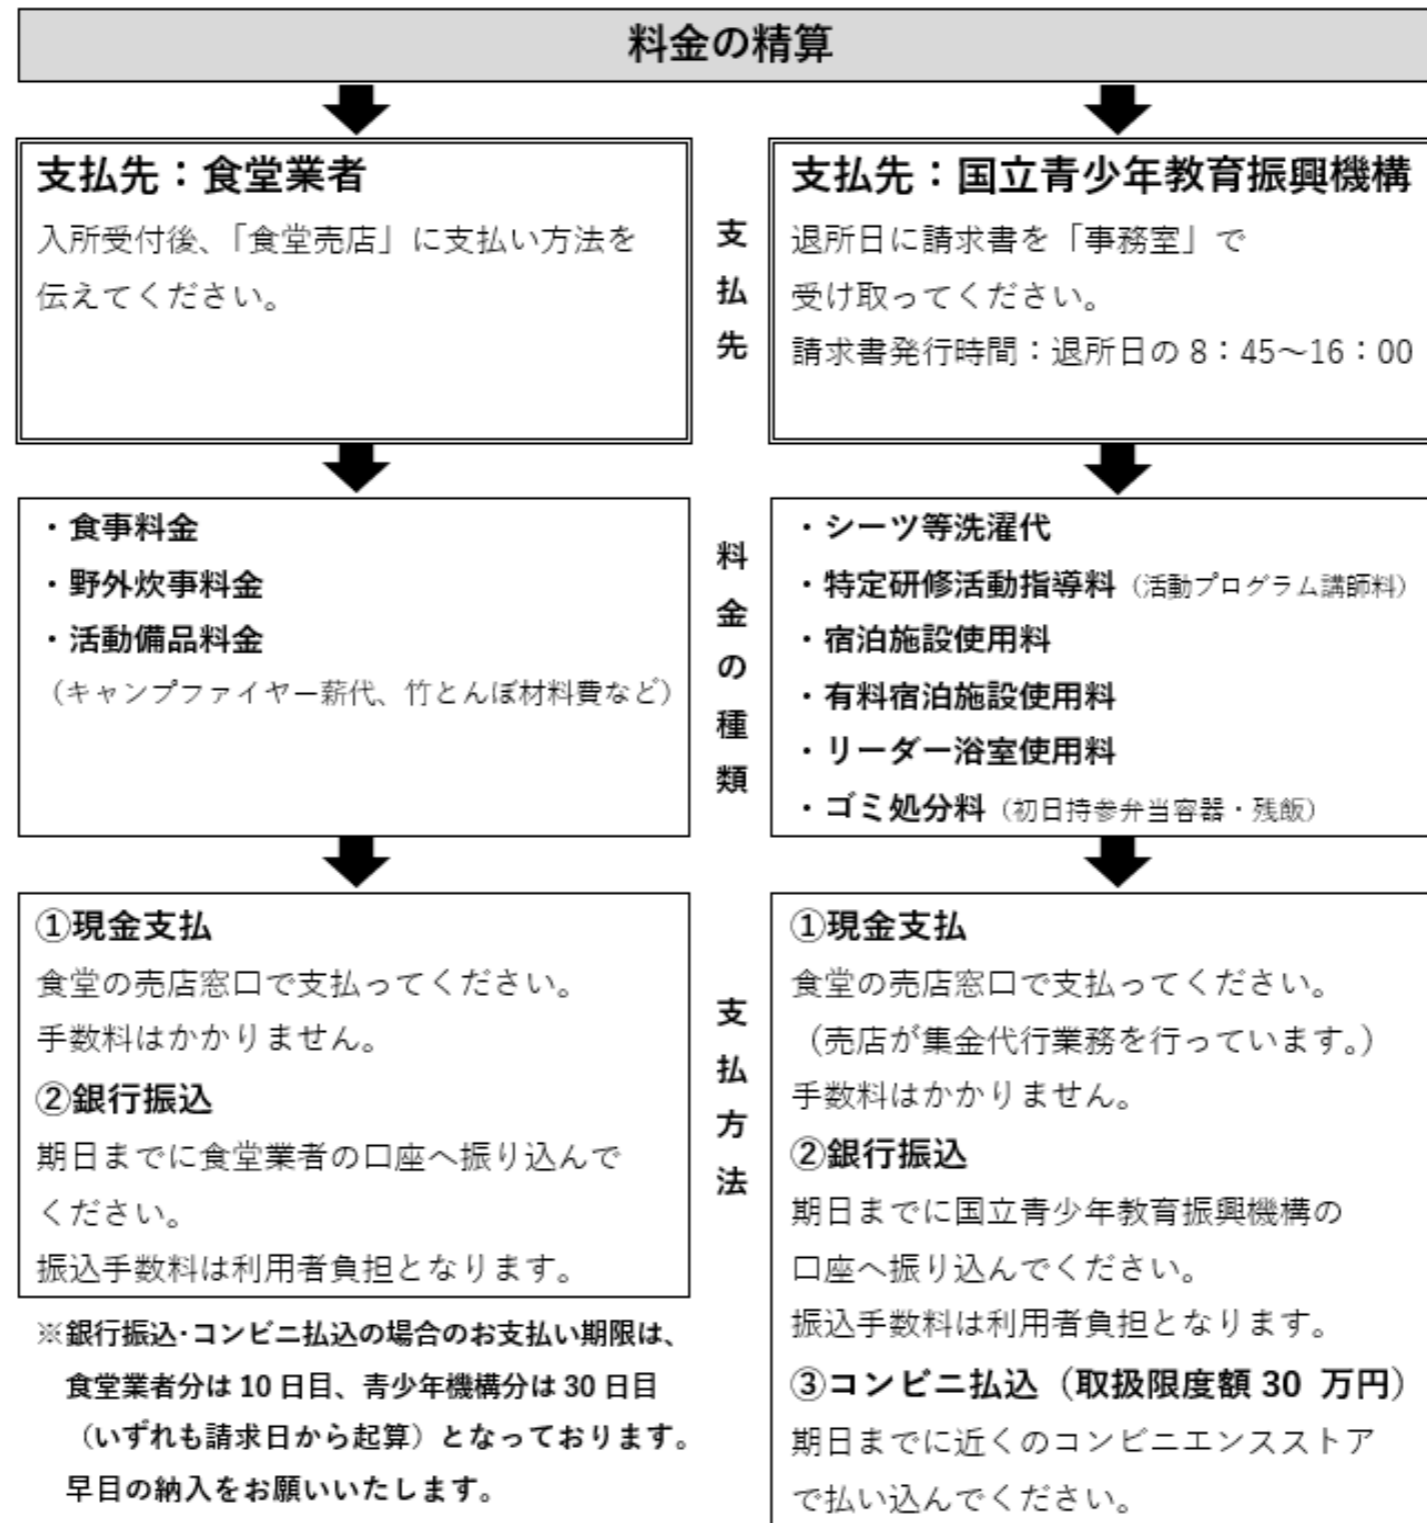 料金の精算
支払先：食堂業者
入所受付後、「食堂売店」に支払い方法を
伝えてください。
支払先
支払先：国立青少年教育振興機構
退所日に請求書を「事務室」で
受け取ってください。
請求書発行時間：退所日の 8：45～16：00
・食事料金
・野外炊事料金
・活動備品料金
（キャンプファイヤー薪代、竹とんぼ材料費など）
料金の種類
・シーツ等洗濯代
・特定研修活動指導料（活動プログラム講師料）
・宿泊施設使用料
・有料宿泊施設使用料
・リーダー浴室使用料
・ゴミ処分料（初日持参弁当容器・残飯）
①現金支払
食堂の売店窓口で支払ってください。
手数料はかかりません。
②銀行振込
期日までに食堂業者の口座へ振り込んで
ください。
振込手数料は利用者負担となります。
※銀行振込･コンビニ払込の場合のお支払い期限は、
食堂業者分は 10 日目、青少年機構分は 30 日目
（いずれも請求日から起算）となっております。
早目の納入をお願いいたします。
支払方法
①現金支払
食堂の売店窓口で支払ってください。
（売店が集金代行業務を行っています。）
手数料はかかりません。
②銀行振込
期日までに国立青少年教育振興機構の
口座へ振り込んでください。
振込手数料は利用者負担となります。
③コンビニ払込（取扱限度額 30 万円）
期日までに近くのコンビニエンスストア
で払い込んでください。